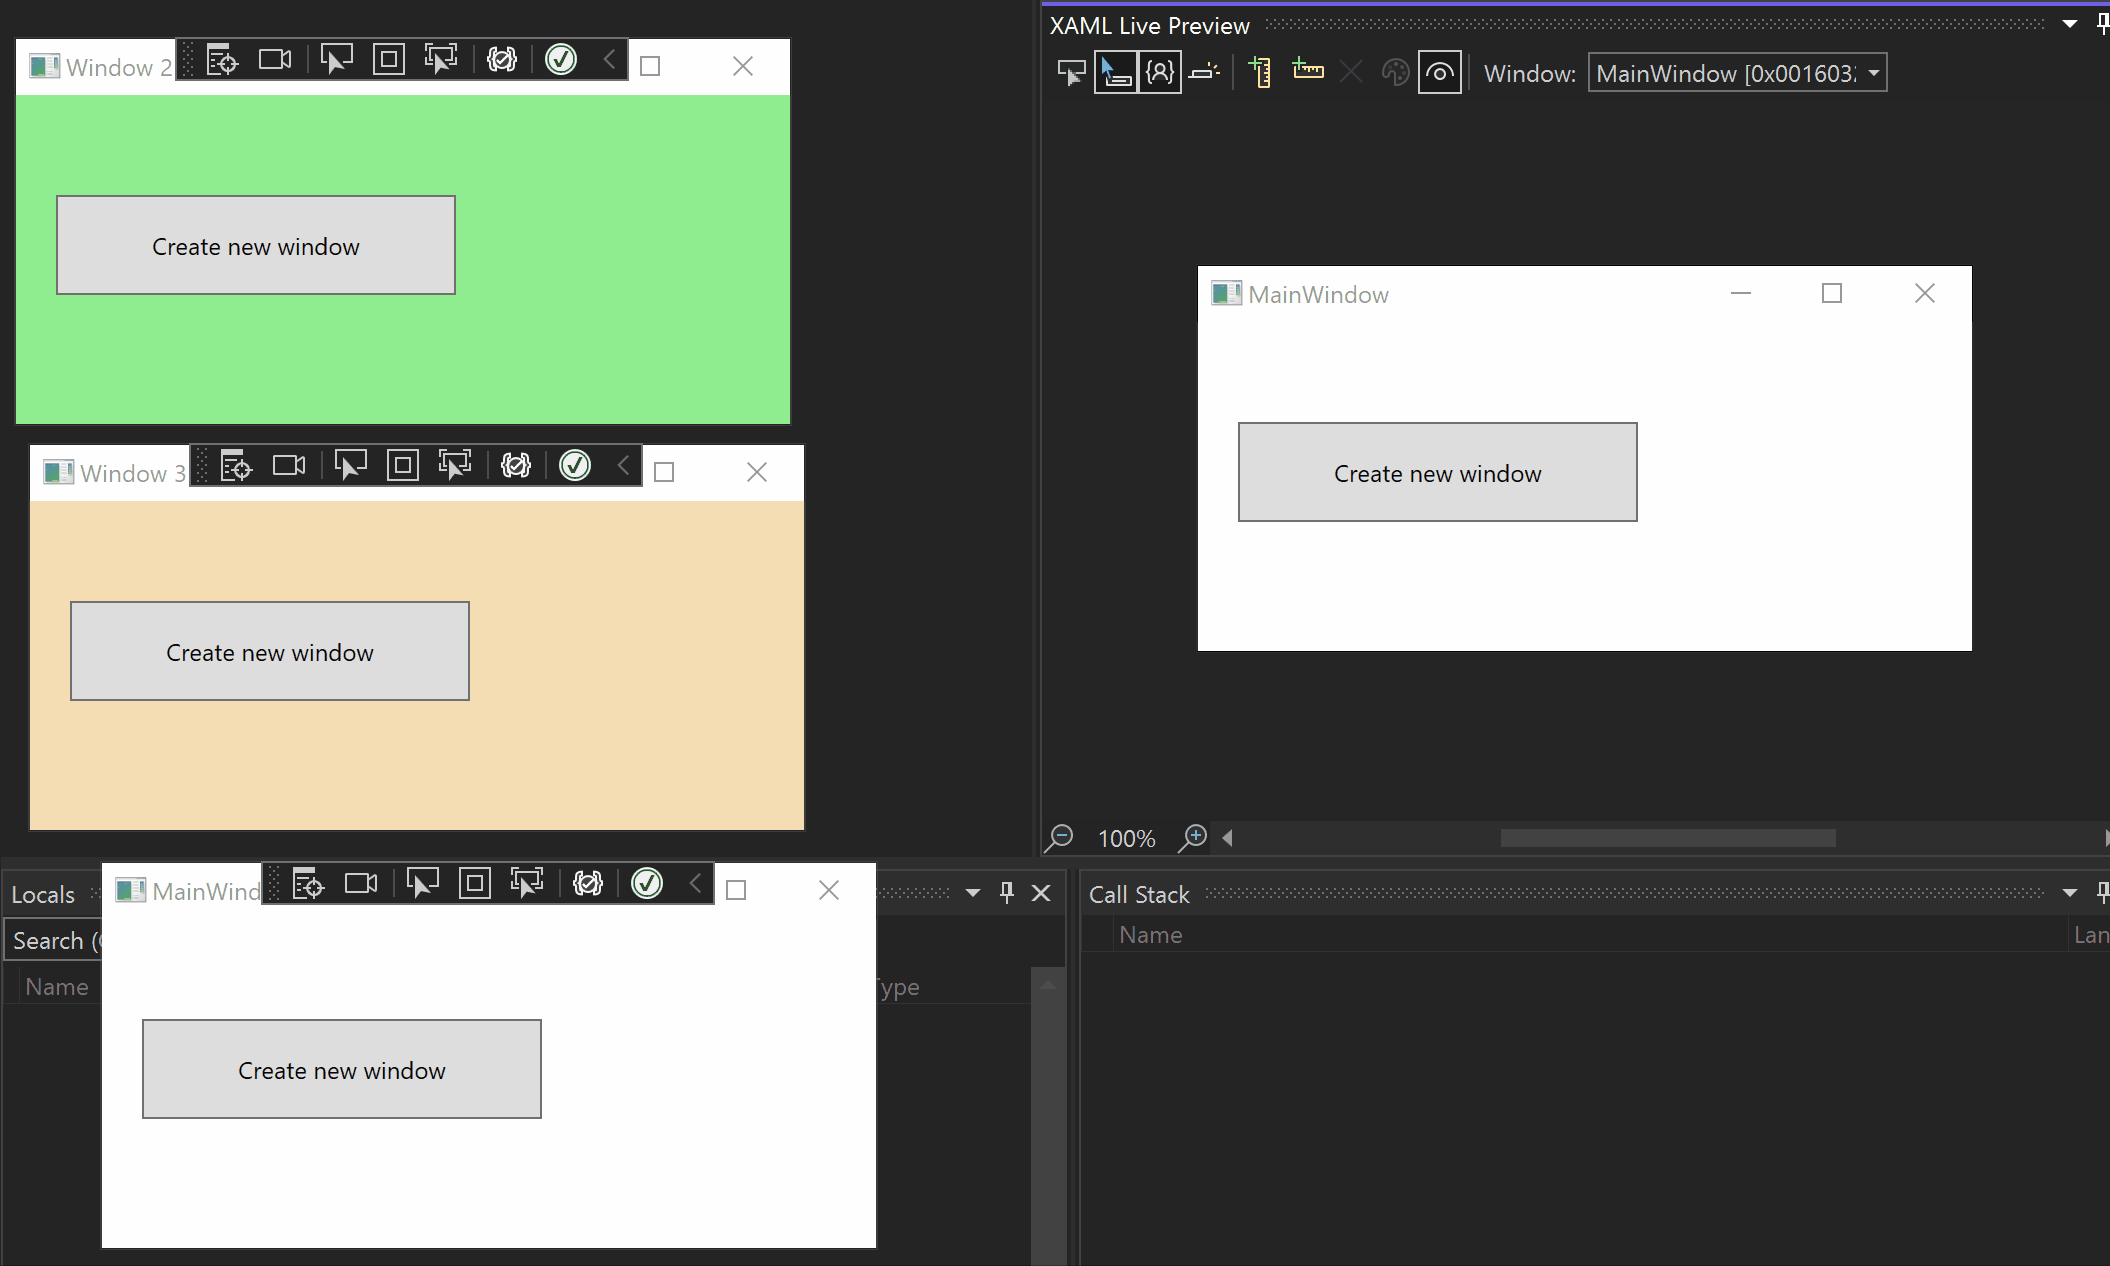 XAML Live Preview
Window: MainWindow [0x001603
Window 2
Create new window
MainWindow
Create new window
Window 3
Create new window
100%
Locals
MainWind
Call Stack
Search (
Name
Lan
Name
Type
Create new window